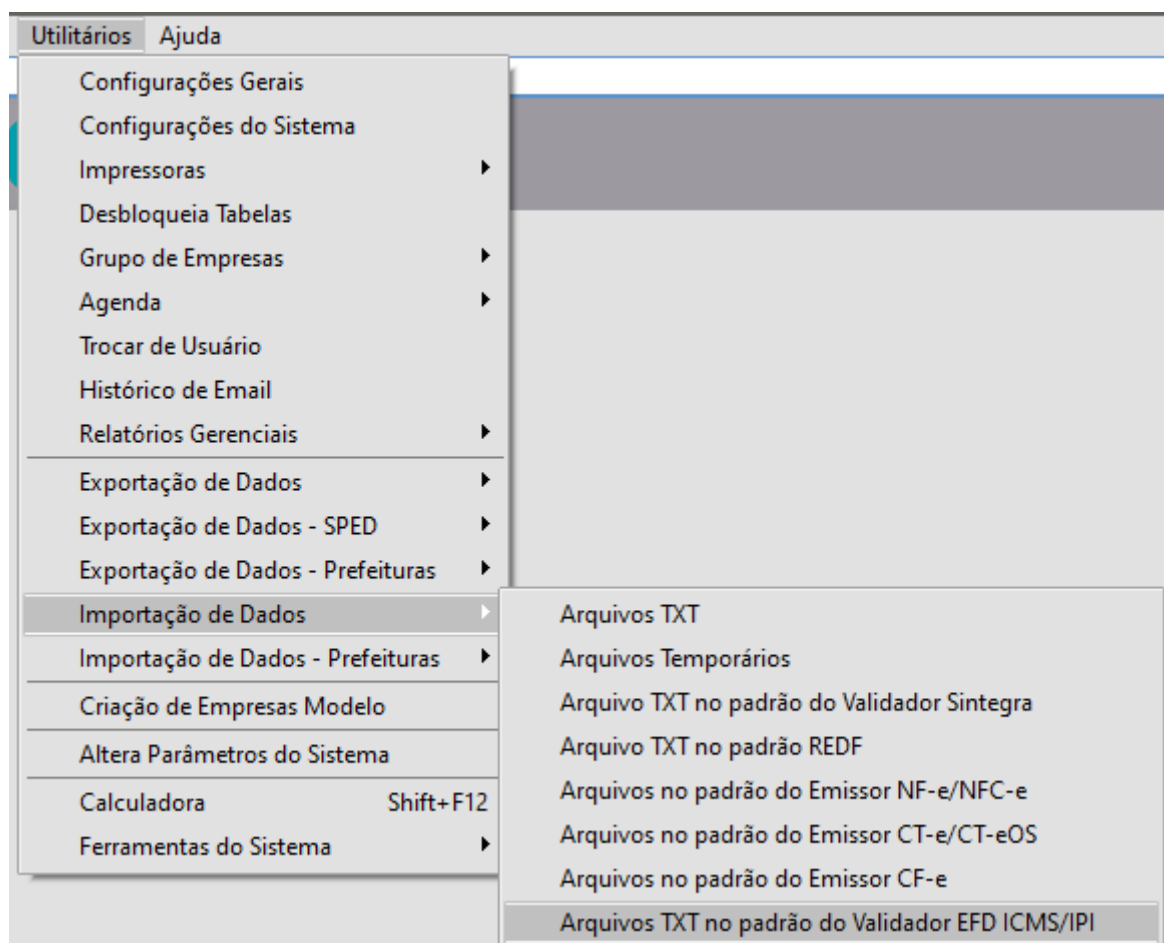 Utilitários Ajuda
Configurações Gerais
Configurações do Sistema
Impressoras
Desbloqueia Tabelas
Grupo de Empresas
Agenda
Trocar de Usuário
Histórico de Email
Relatórios Gerenciais
Exportação de Dados
Exportação de Dados - SPED
Exportação de Dados - Prefeituras
Importação de Dados
Importação de Dados - Prefeituras
Criação de Empresas Modelo
Altera Parâmetros do Sistema
Calculadora Shift+F12
Ferramentas do Sistema
Arquivos TXT
Arquivos Temporários
Arquivo TXT no padrão do Validador Sintegra
Arquivo TXT no padrão REDF
Arquivos no padrão do Emissor NF-e/NFC-e
Arquivos no padrão do Emissor CT-e/CT-eOS
Arquivos no padrão do Emissor CF-e
Arquivos TXT no padrão do Validador EFD ICMS/IPI